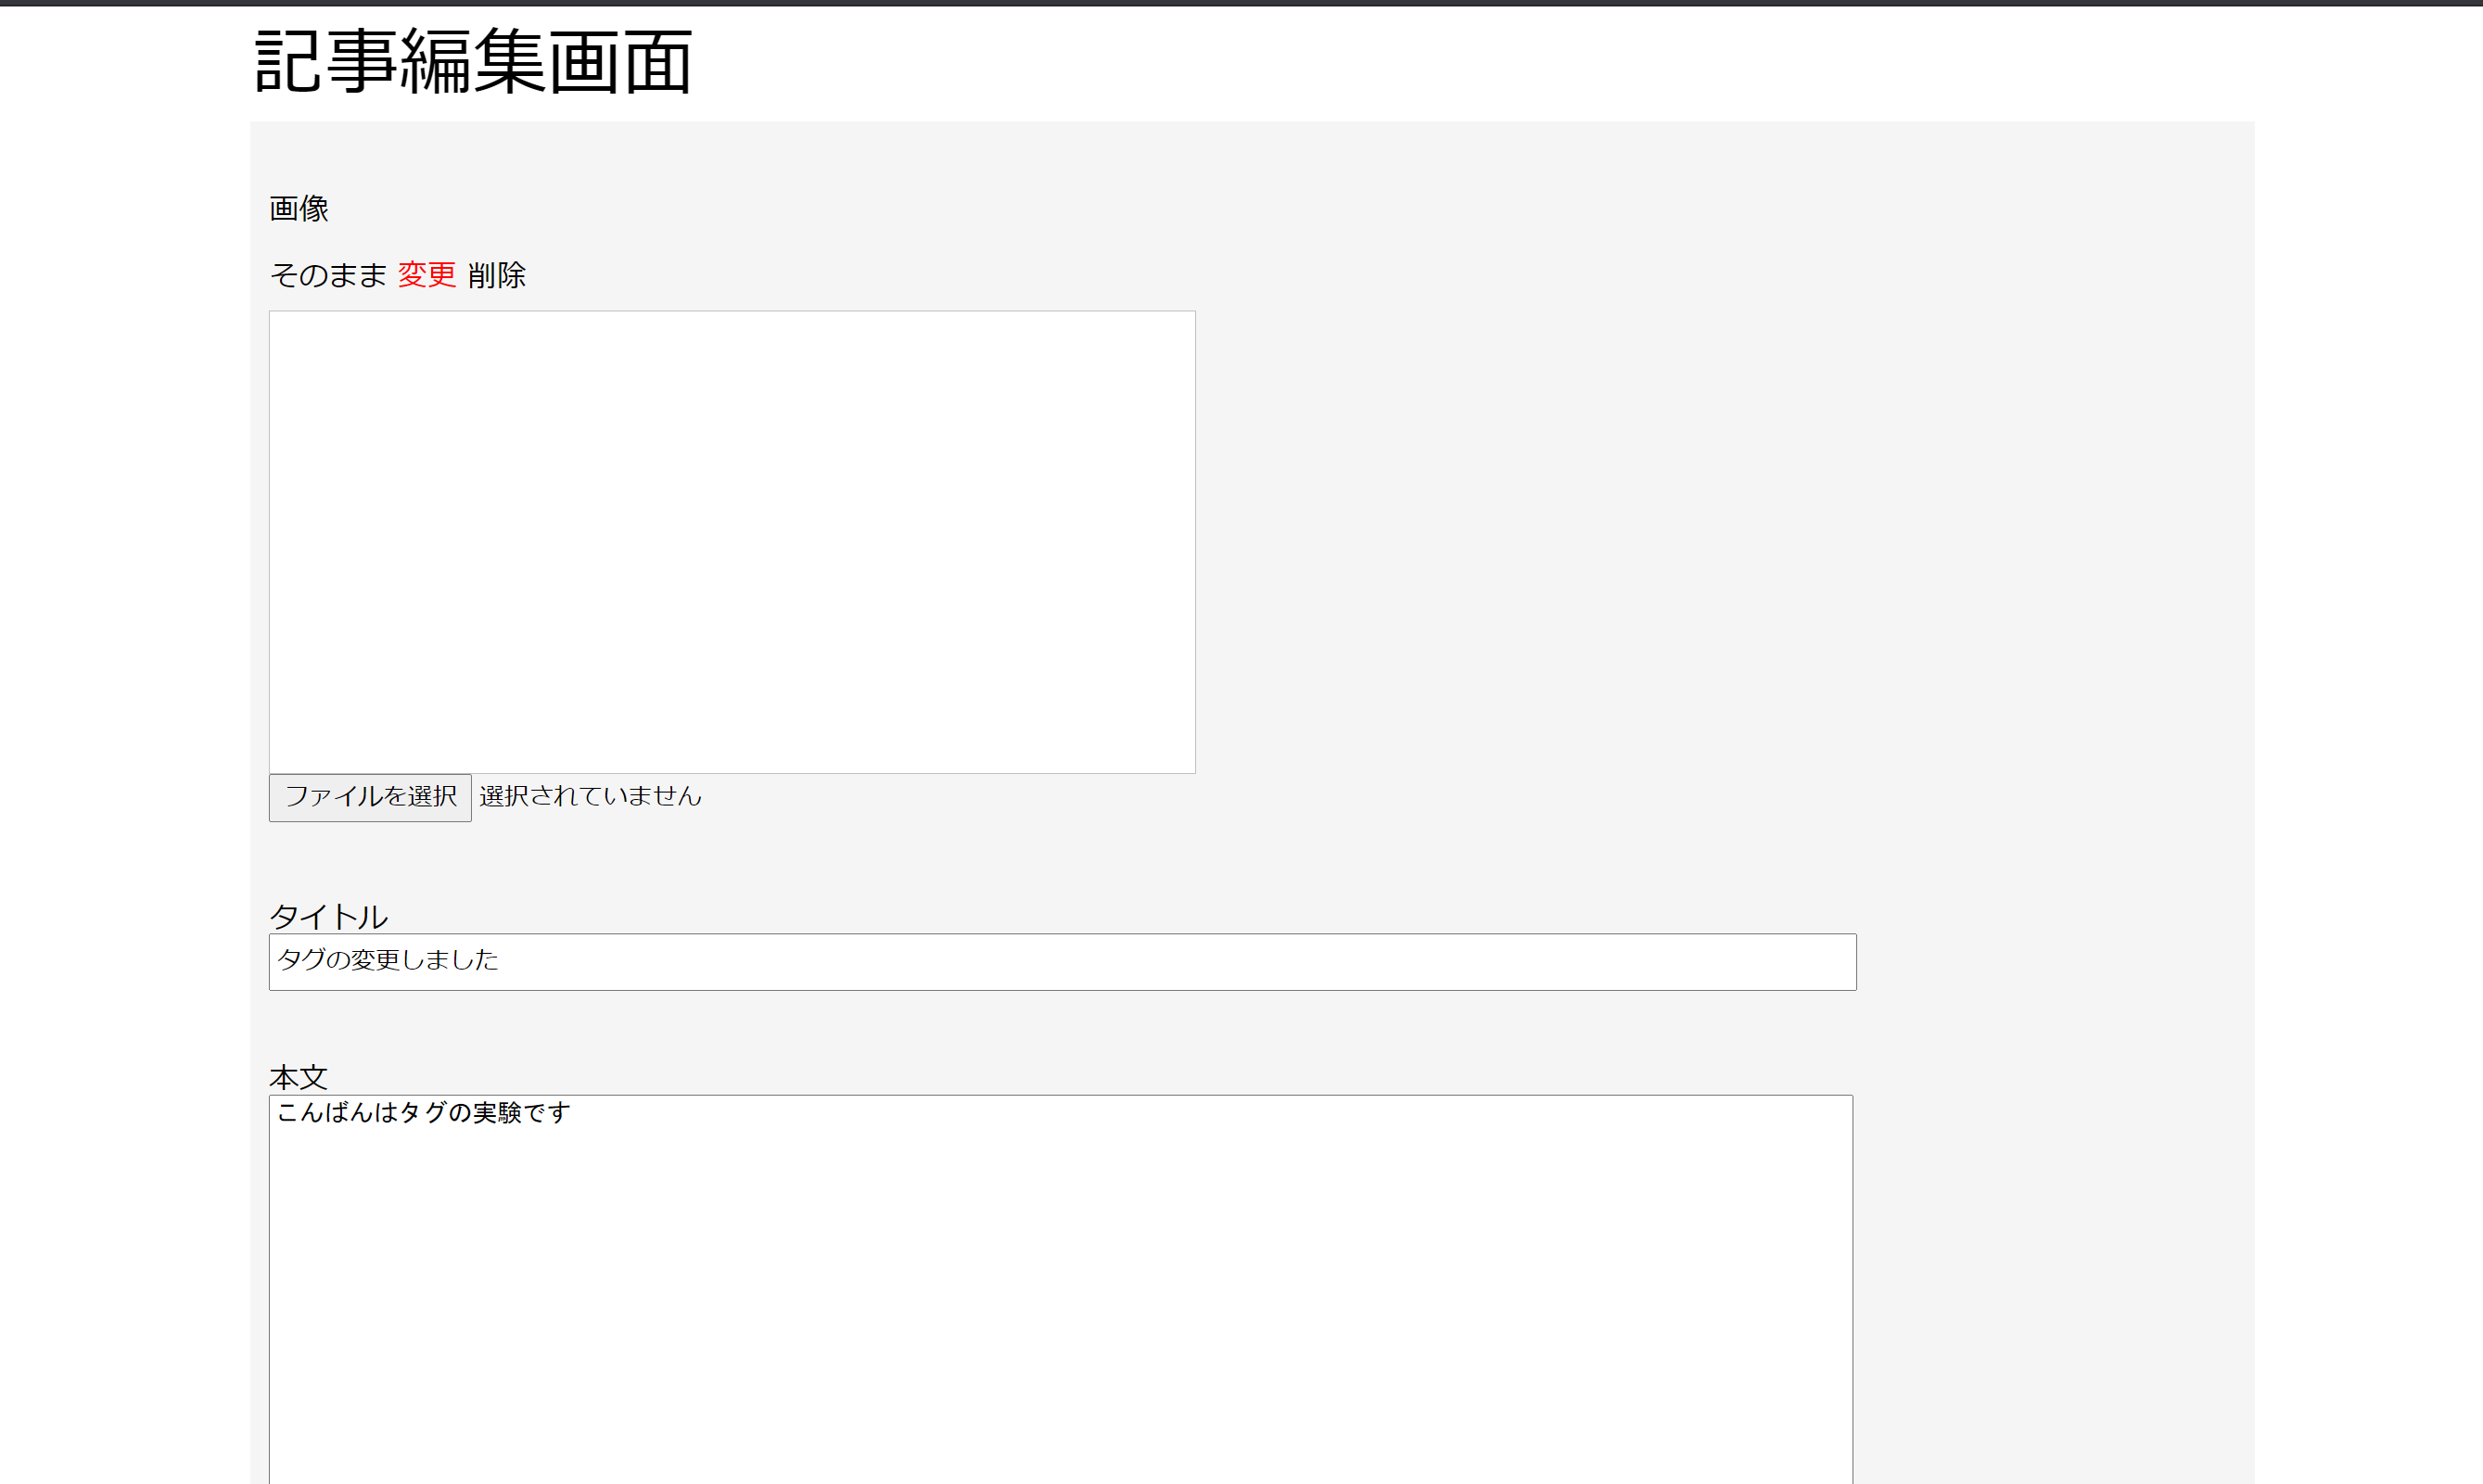 記事編集画面
画像
そのまま 変更 削除
ファイルを選択 選択されていません
タイトル
タグの変更しました
本文
こんばんはタグの実験です